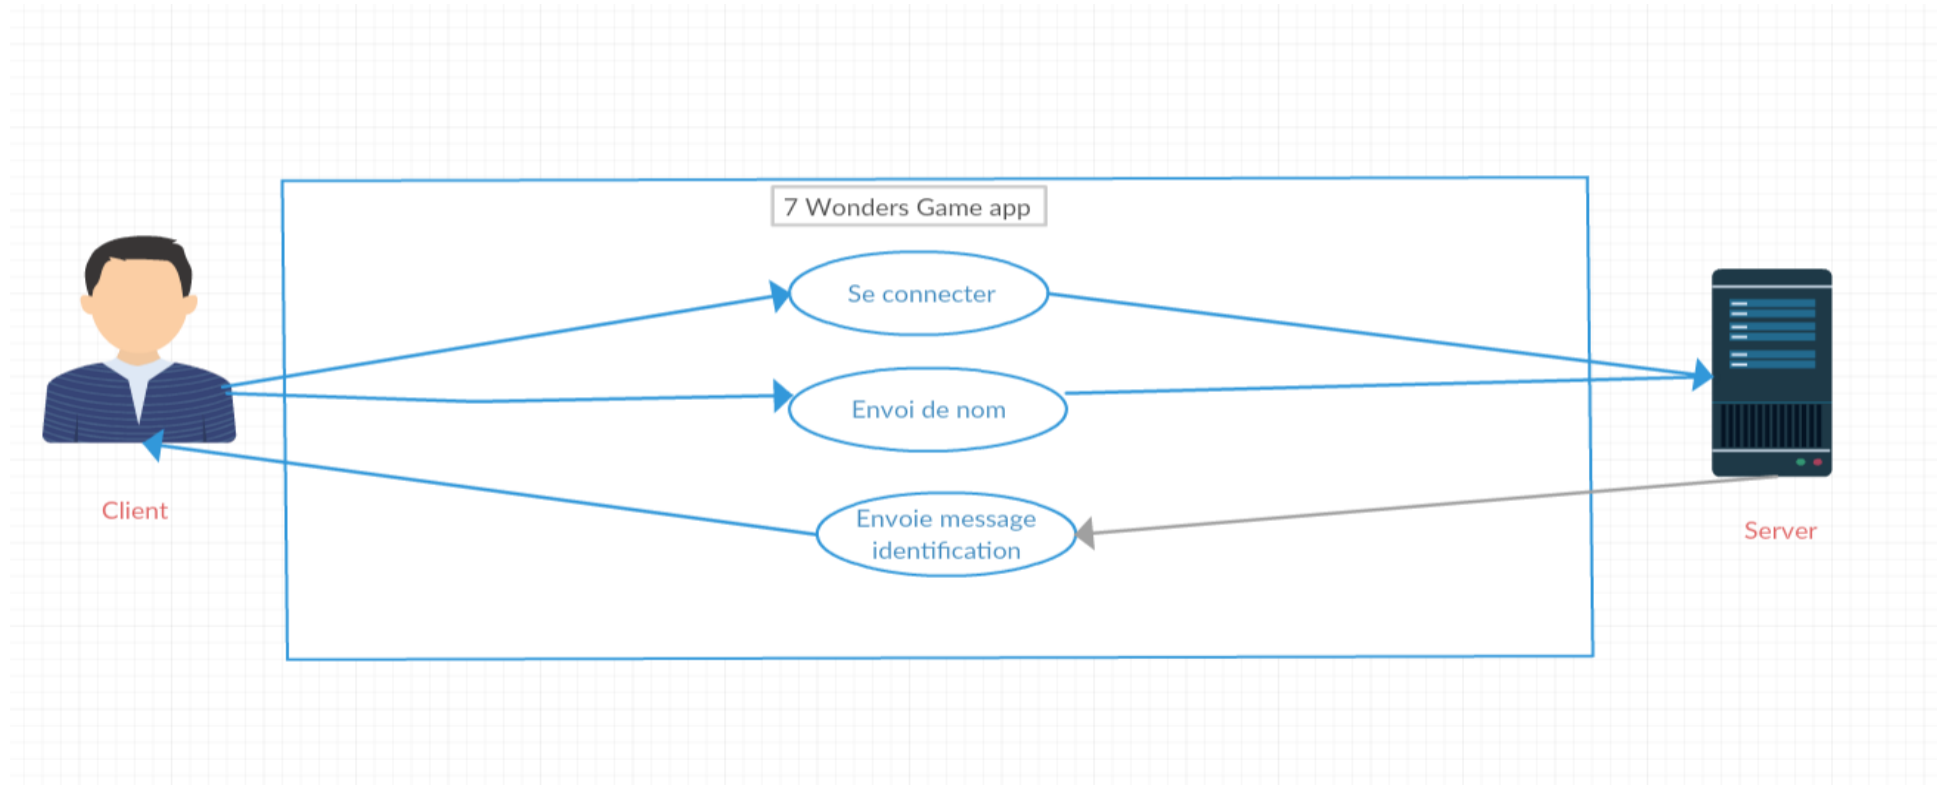 7 Wonders Game app
Se connecter
Envoi de nom
Envoie message
identification
Client
Server